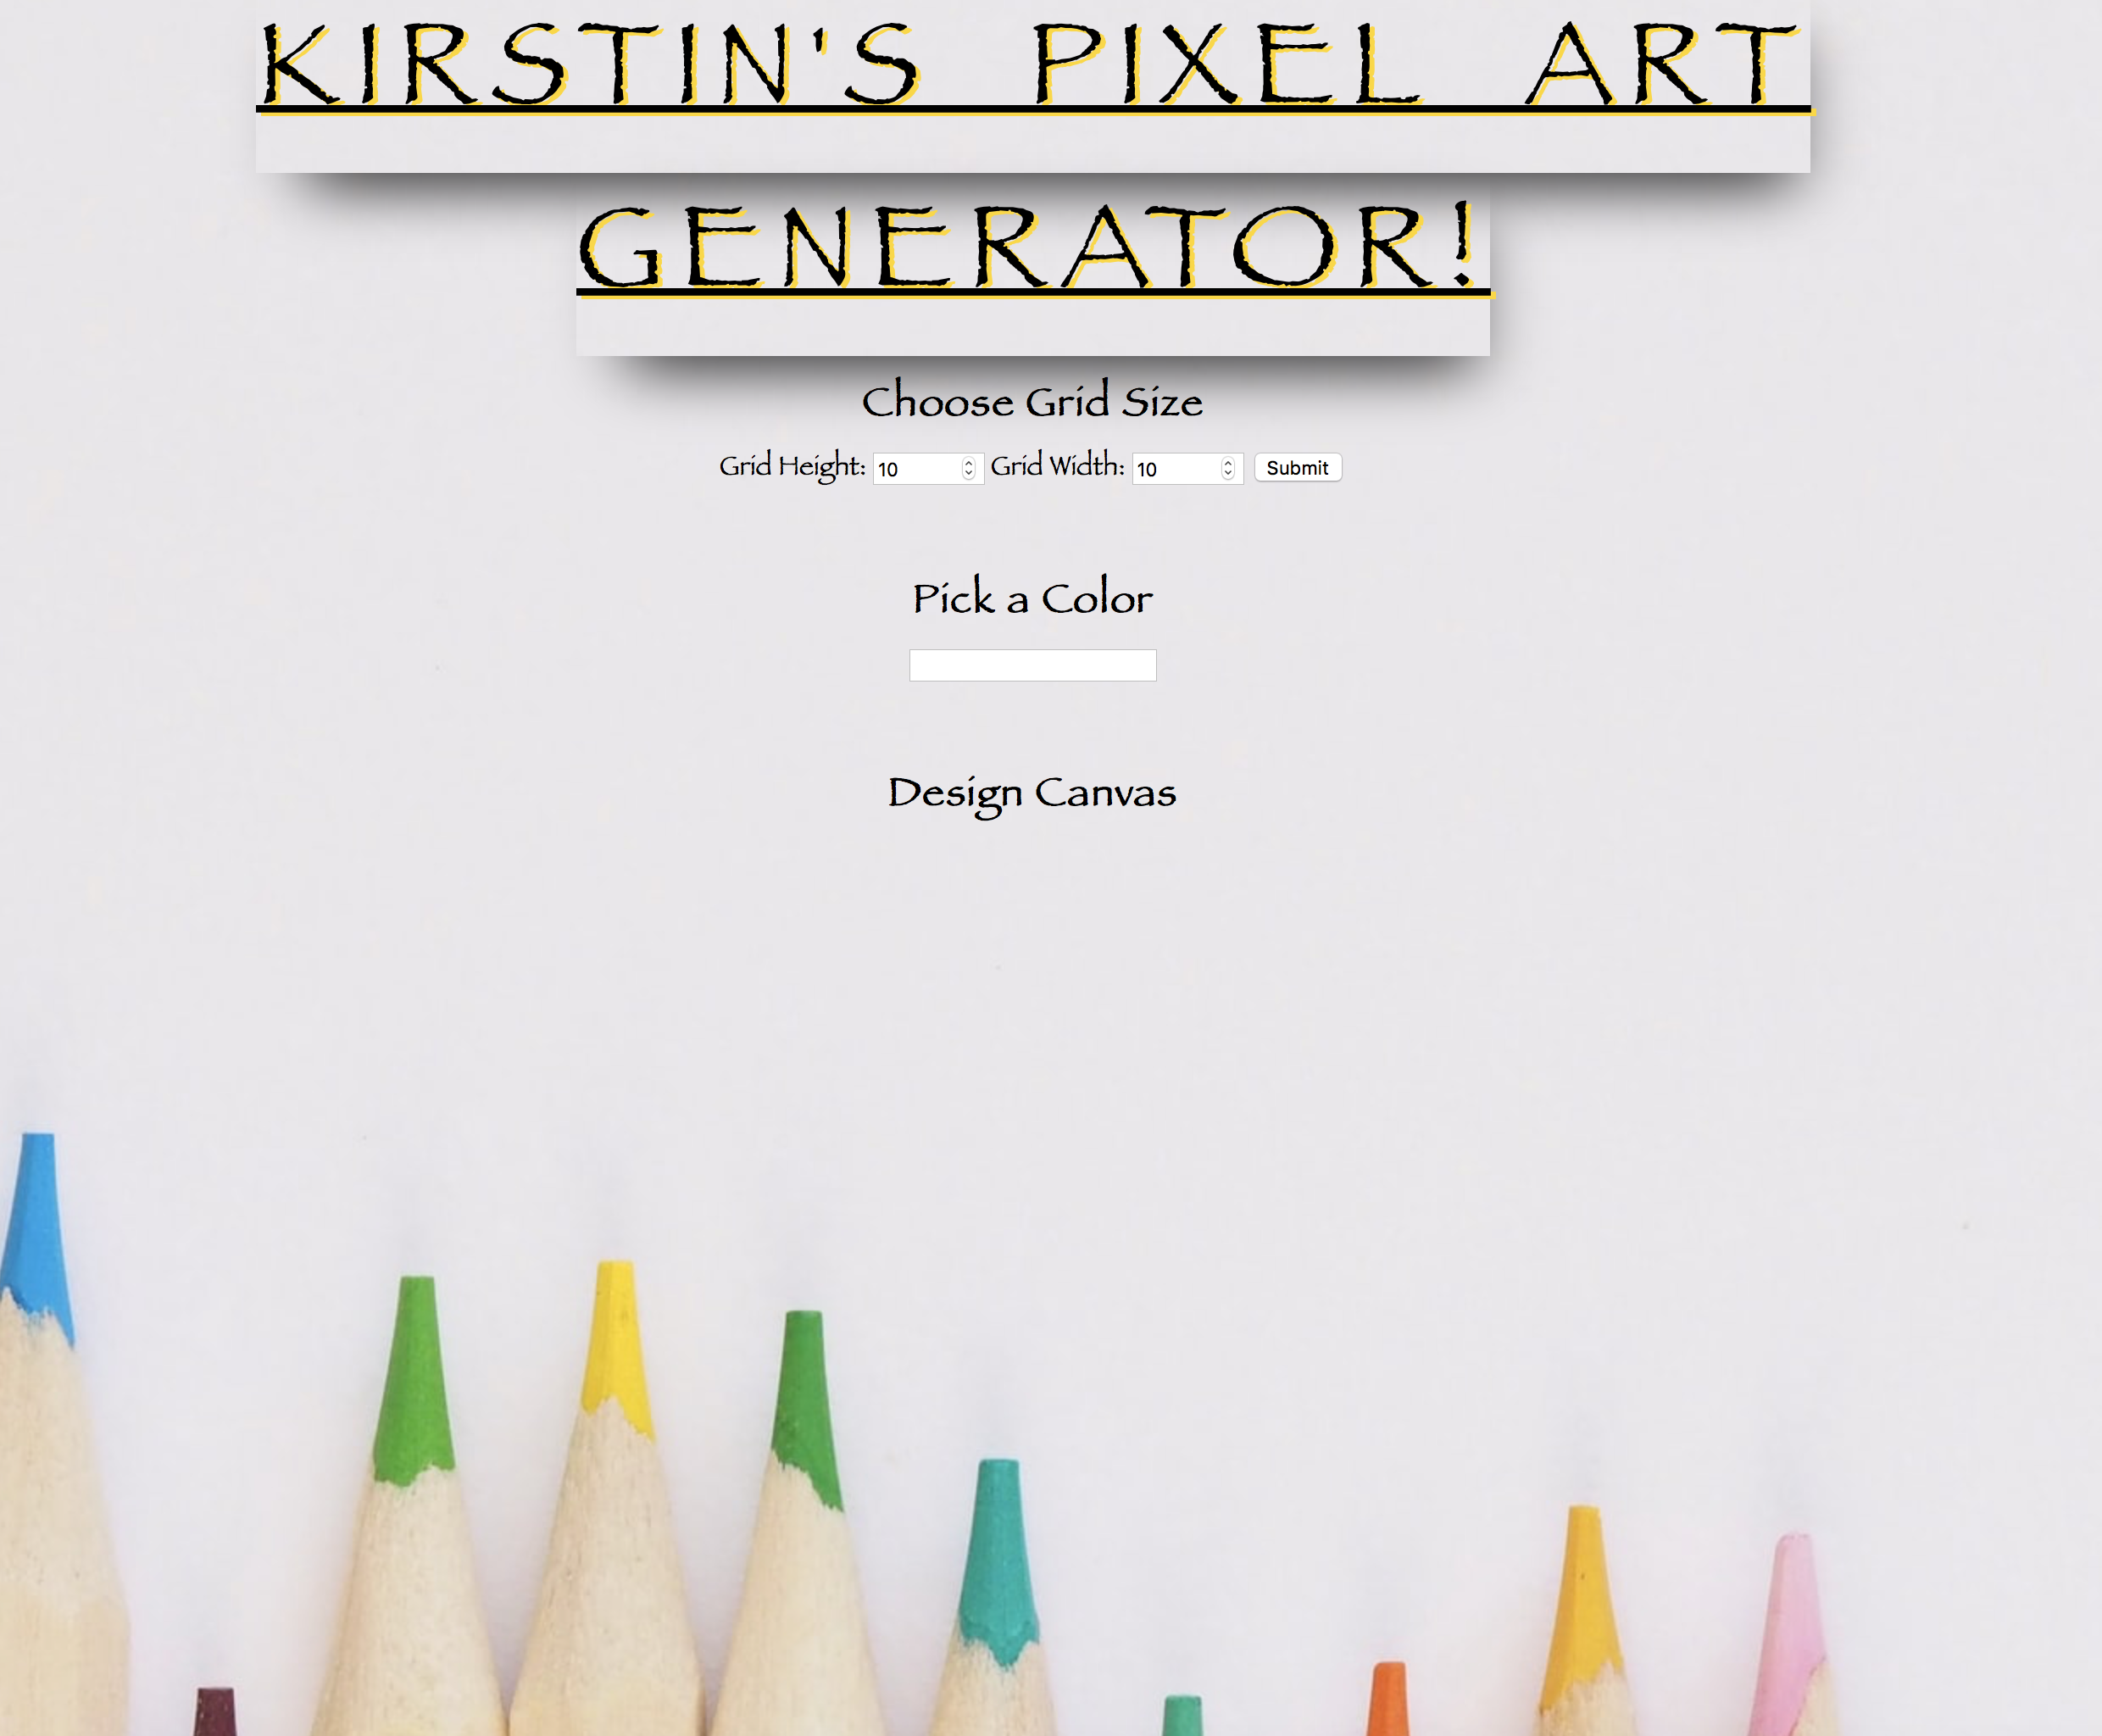 KIRSTIN'S PIXEL ART
GENERATOR!
Choose Grid Size
Grid Height: 10 Grid Width: 10 Submit
Pick a Color
Design Canvas